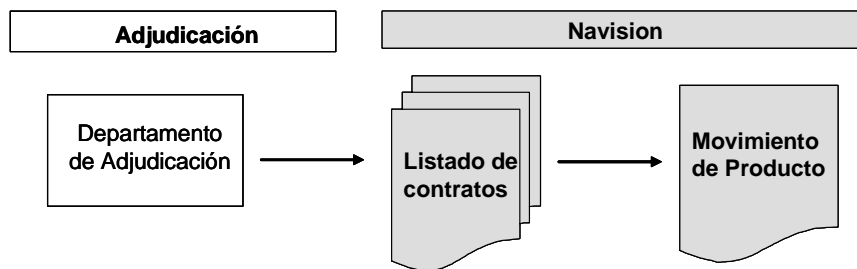 Adjudicación
Navision
Departamento
de Adjudicación
Listado de
contratos
Movimiento
de Producto